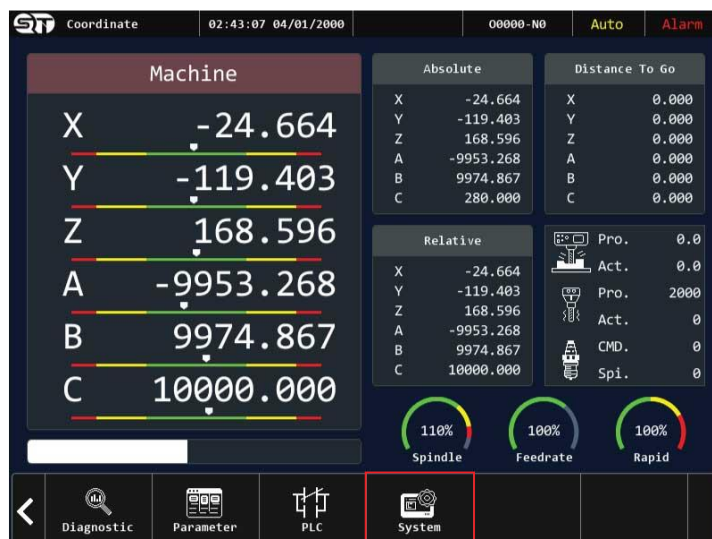 SQT Coordinate 02:43:07 04/01/2000 O0000-N0 Auto Alarm
Machine
X -24.664
Y -119.403
Z 168.596
A -9953.268
B 9974.867
C 10000.000
Absolute
X -24.664
Y -119.403
Z 168.596
A -9953.268
B 9974.867
C 280.000
Distance To Go
X 0.000
Y 0.000
Z 0.000
A 0.000
B 0.000
C 0.000
Relative
X -24.664
Y -119.403
Z 168.596
A -9953.268
B 9974.867
C 10000.000
Pro. 0.0
Act. 0.0
Pro. 2000
Act. 0
CMD. 0
Spi. 0
110% 100% 100%
Spindle Feedrate Rapid
Diagnostic Parameter PLC System